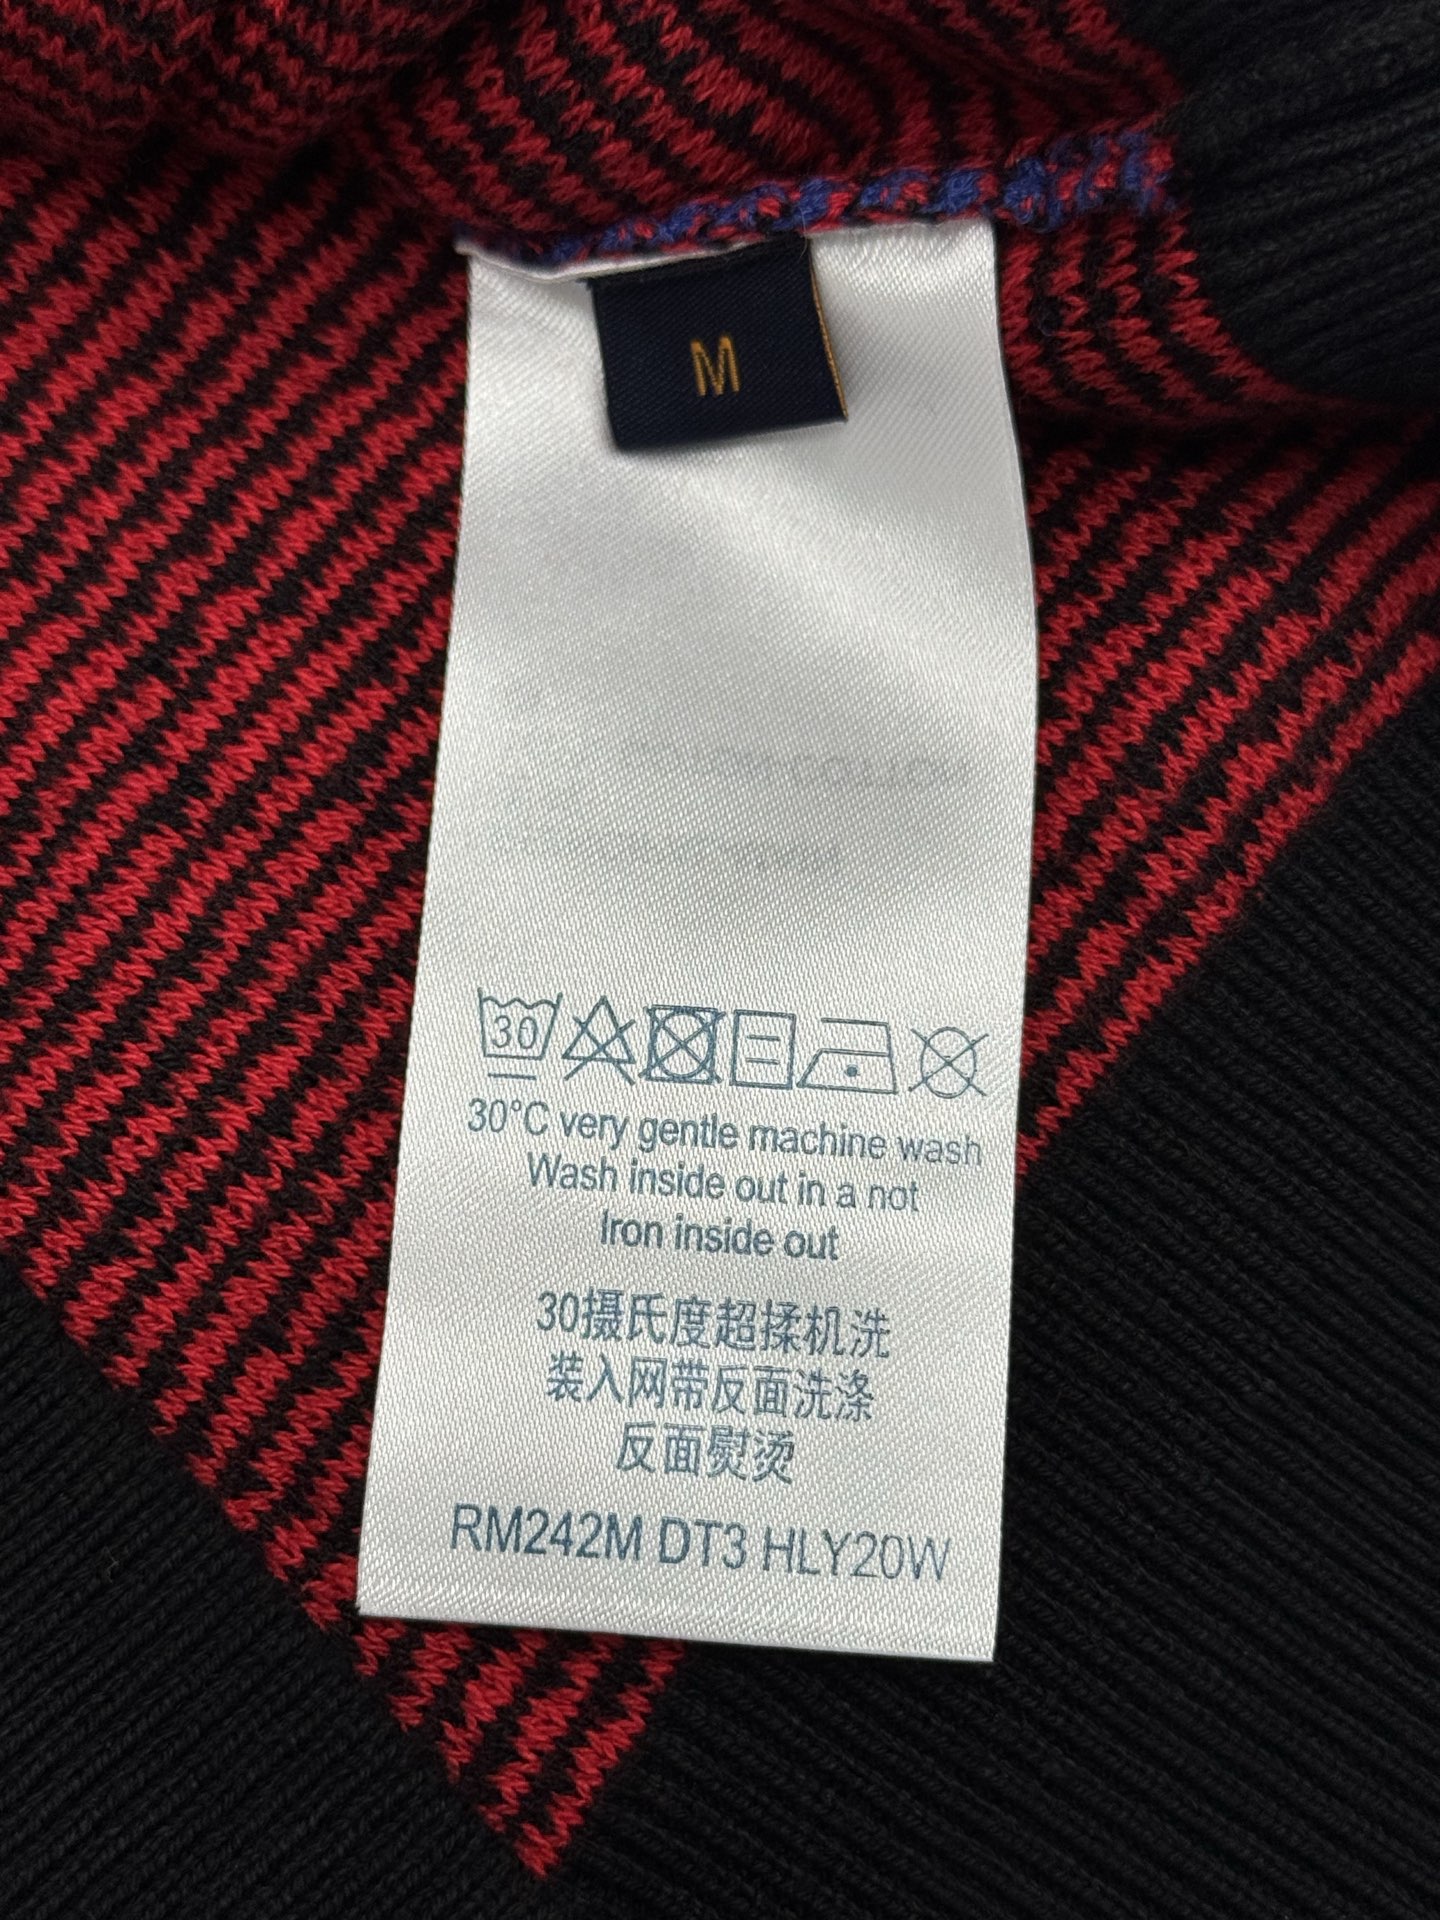 M
30
30°C very gentle machine wash
Wash inside out in a not
Iron inside out
30摄氏度超揉机洗
装入网带反面洗涤
反面熨烫
RM242M DT3 HLY20W